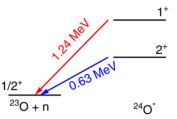 1⁺
1.24 MeV
2⁺
0.63 MeV
1/2⁺
²³O + n
²⁴O*